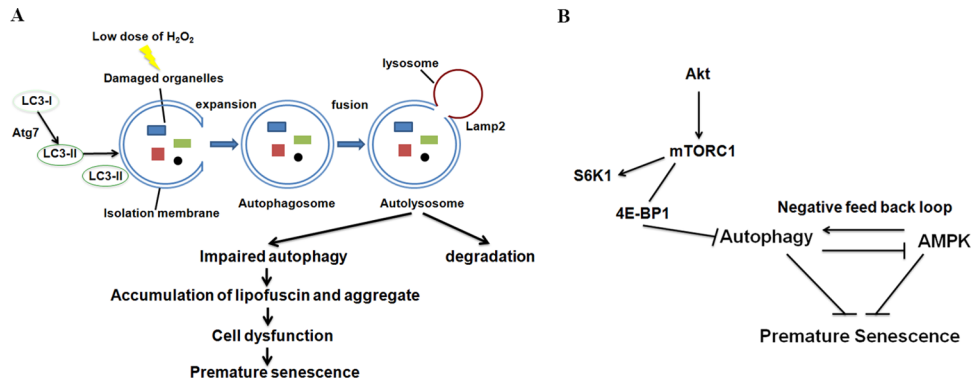 A
Low dose of H₂O₂
Damaged organelles
LC3-I
Atg7
LC3-II
LC3-II
Isolation membrane
expansion
Autophagosome
fusion
lysosome
Lamp2
Autolysosome
Impaired autophagy
degradation
Accumulation of lipofuscin and aggregate
Cell dysfunction
Premature senescence
B
Akt
mTORC1
S6K1
4E-BP1
Negative feed back loop
Autophagy
AMPK
Premature Senescence